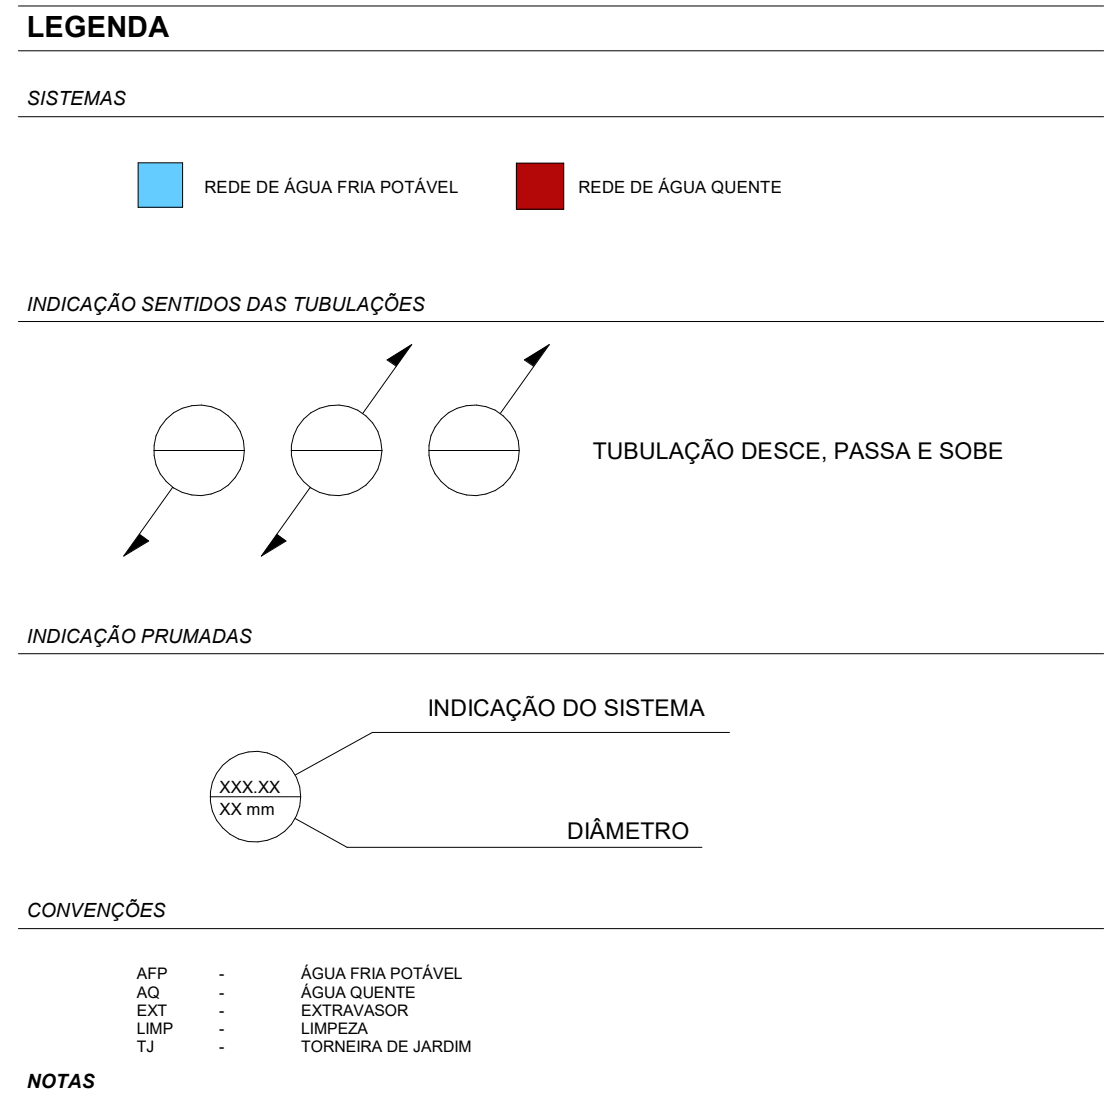 LEGENDA
SISTEMAS
REDE DE ÁGUA FRIA POTÁVEL
REDE DE ÁGUA QUENTE
INDICAÇÃO SENTIDOS DAS TUBULAÇÕES
TUBULAÇÃO DESCE, PASSA E SOBE
INDICAÇÃO PRUMADAS
INDICAÇÃO DO SISTEMA
XXX.XX
XX mm
DIÂMETRO
CONVENÇÕES
AFP - ÁGUA FRIA POTÁVEL
AQ - ÁGUA QUENTE
EXT - EXTRAVASOR
LIMP - LIMPEZA
TJ - TORNEIRA DE JARDIM
NOTAS